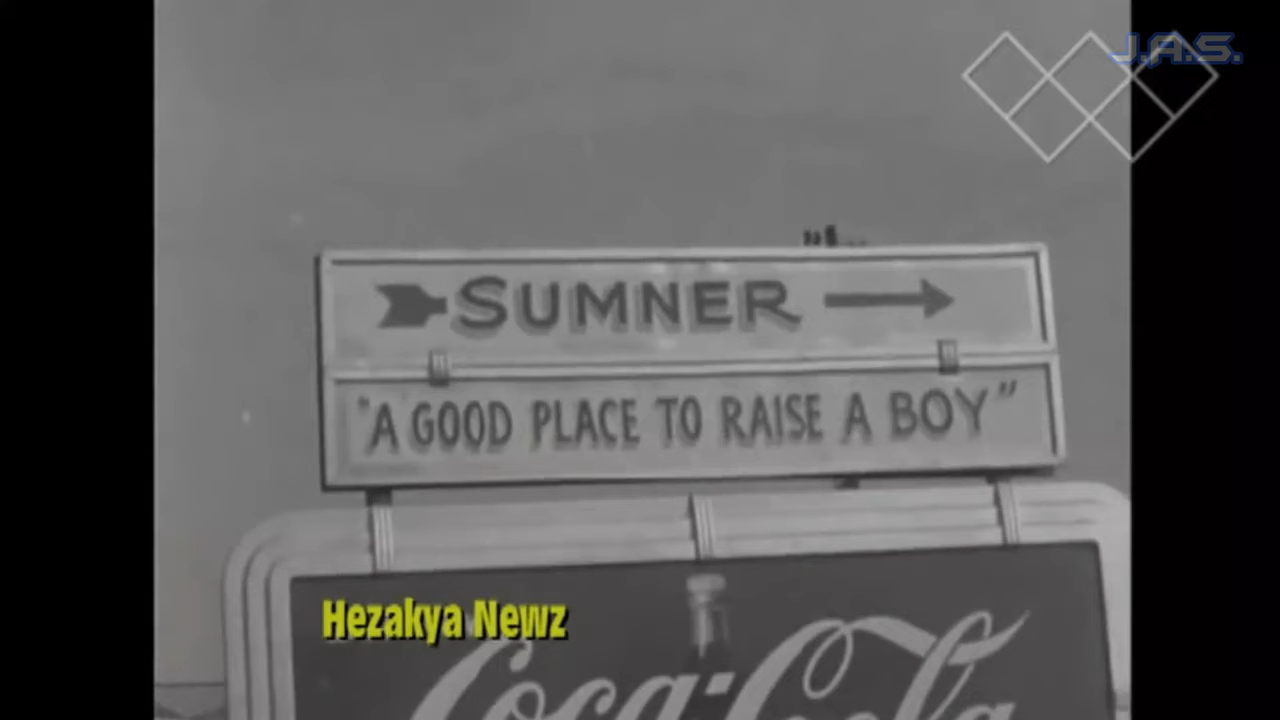 J.A.S.
SUMNER
"A GOOD PLACE TO RAISE A BOY"
Hezakya Newz
Coca-Cola